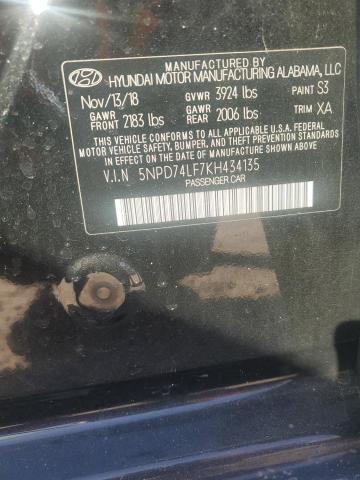 MANUFACTURED BY
HYUNDAI MOTOR MANUFACTURING ALABAMA, LLC
Nov/13/18 GVWR 3924 lbs PAINT S3
GAWR FRONT 2183 lbs GAWR REAR 2006 lbs TRIM XA
THIS VEHICLE CONFORMS TO ALL APPLICABLE U.S. FEDERAL
MOTOR VEHICLE SAFETY, BUMPER, AND THEFT PREVENTION
STANDARDS IN EFFECT ON THE DATE OF MANUFACTURE SHOWN ABOVE.
V.I.N 5NPD74LF7KH434135
PASSENGER CAR